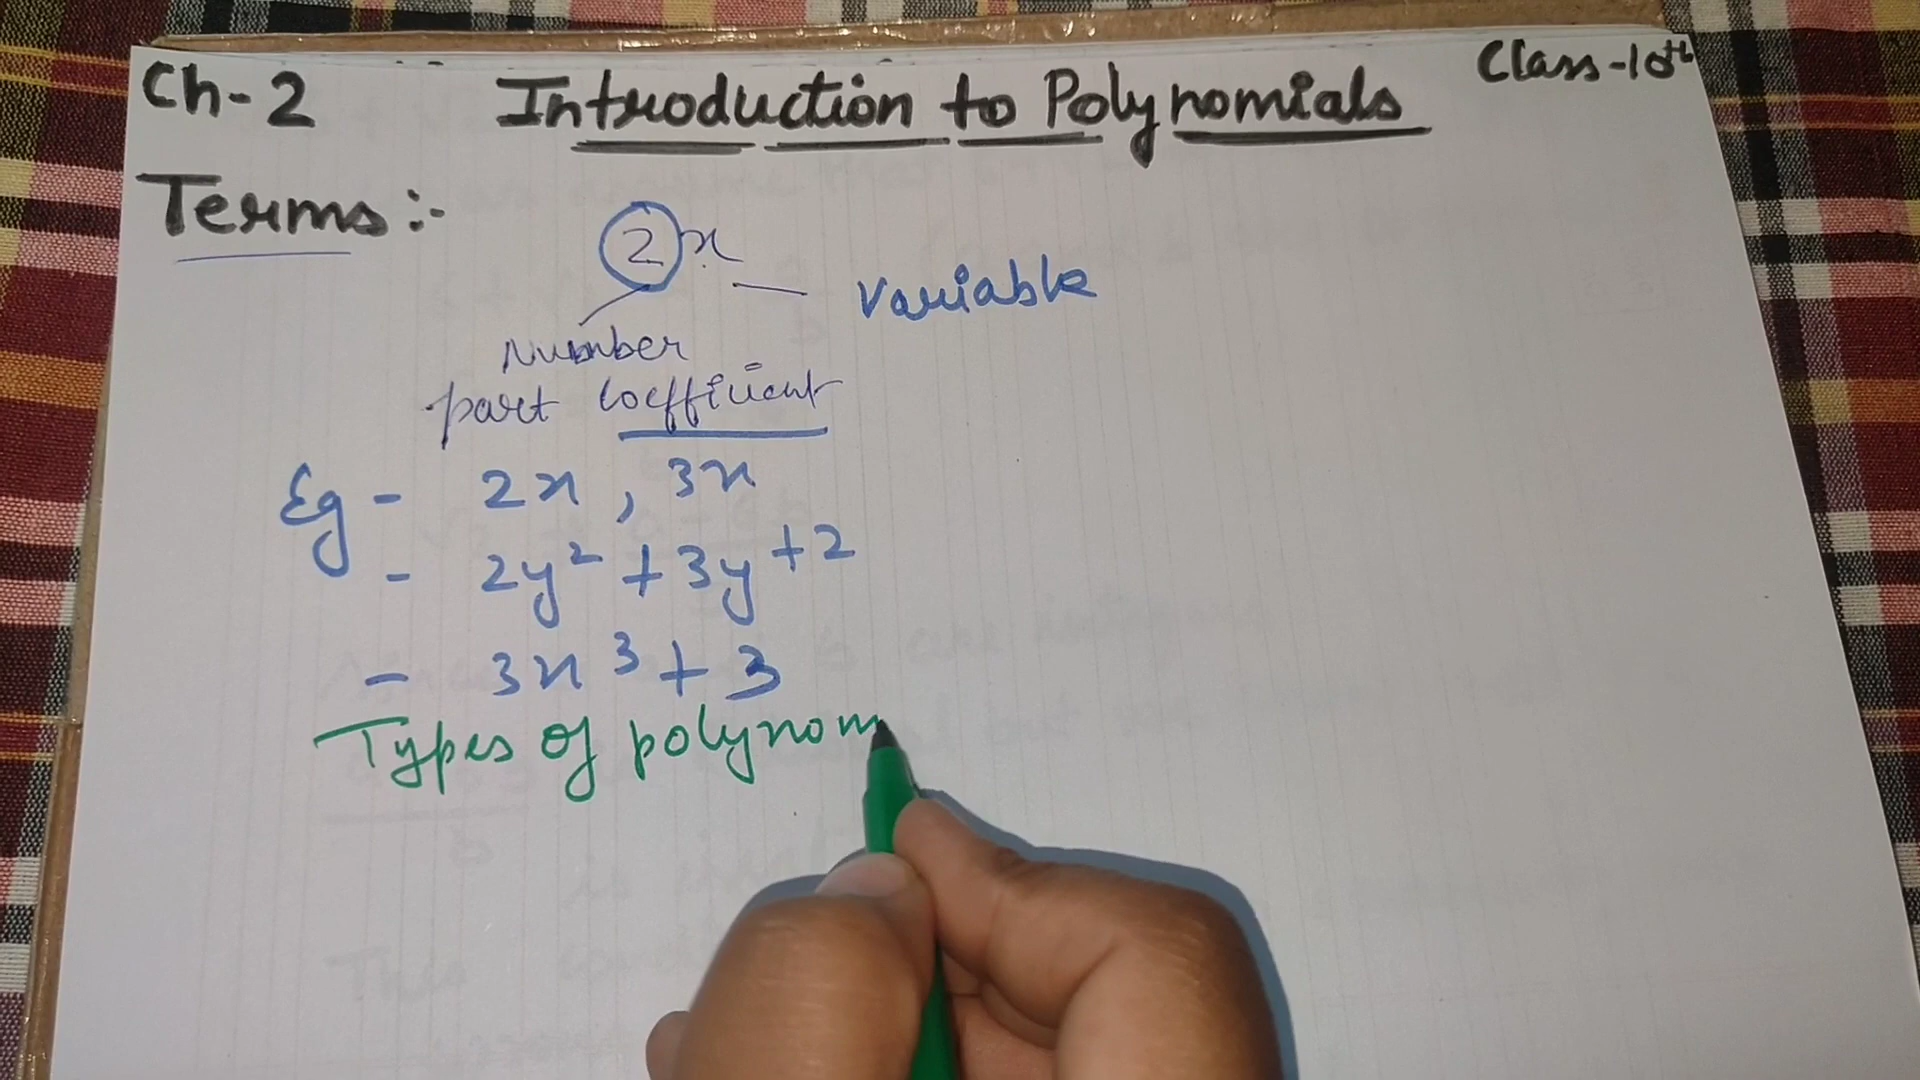 Ch-2 Introduction to Polynomials Class-10th
Terms :-
2x
Variable
Number
part coefficient
Eg - 2x, 3x
- 2y² + 3y + 2
- 3x³ + 3
Types of polynom